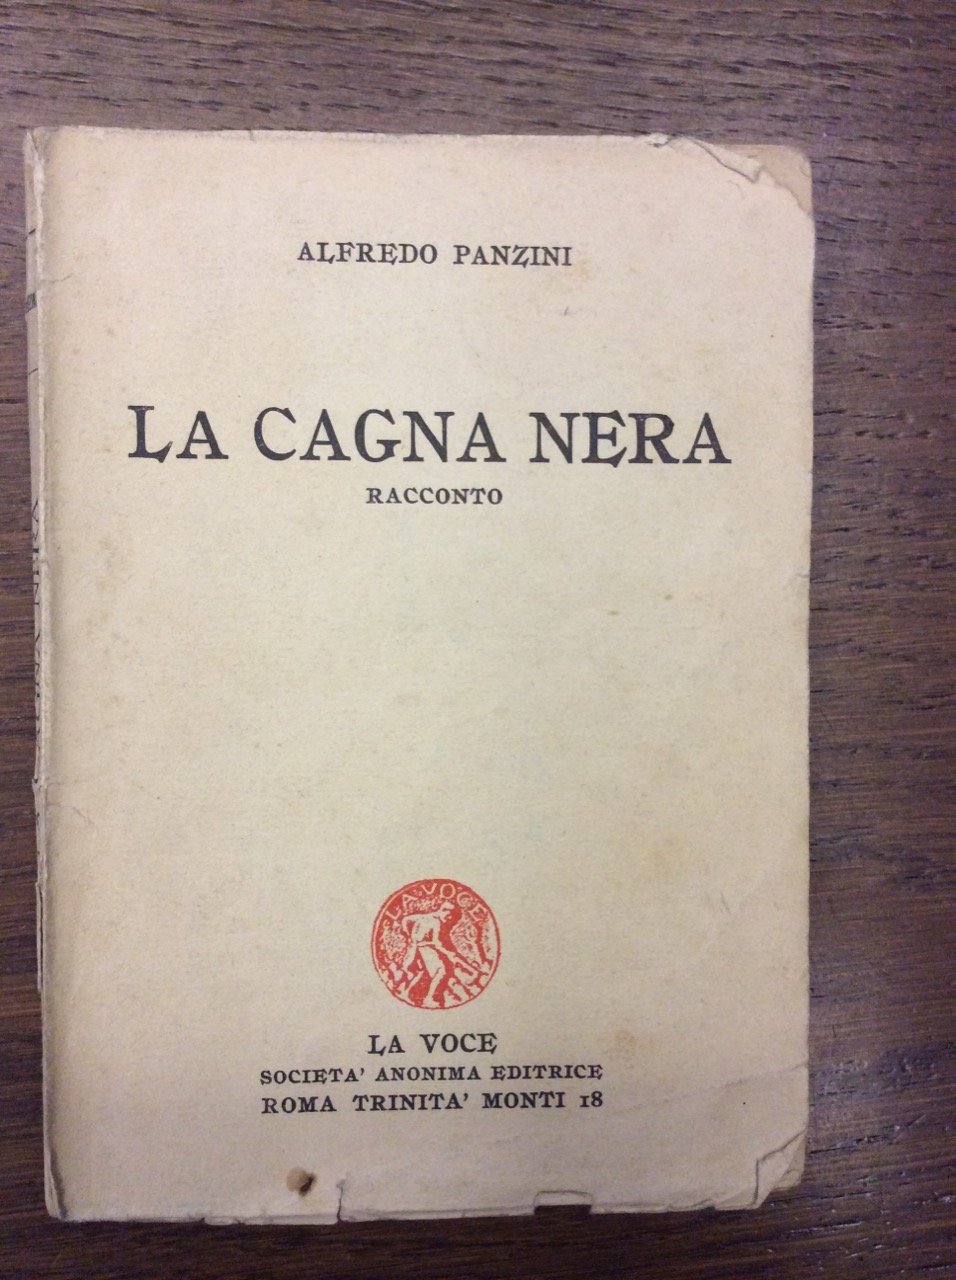 ALFREDO PANZINI
LA CAGNA NERA
RACCONTO
LA VOCE
LA VOCE
SOCIETA' ANONIMA EDITRICE
ROMA TRINITA' MONTI 18